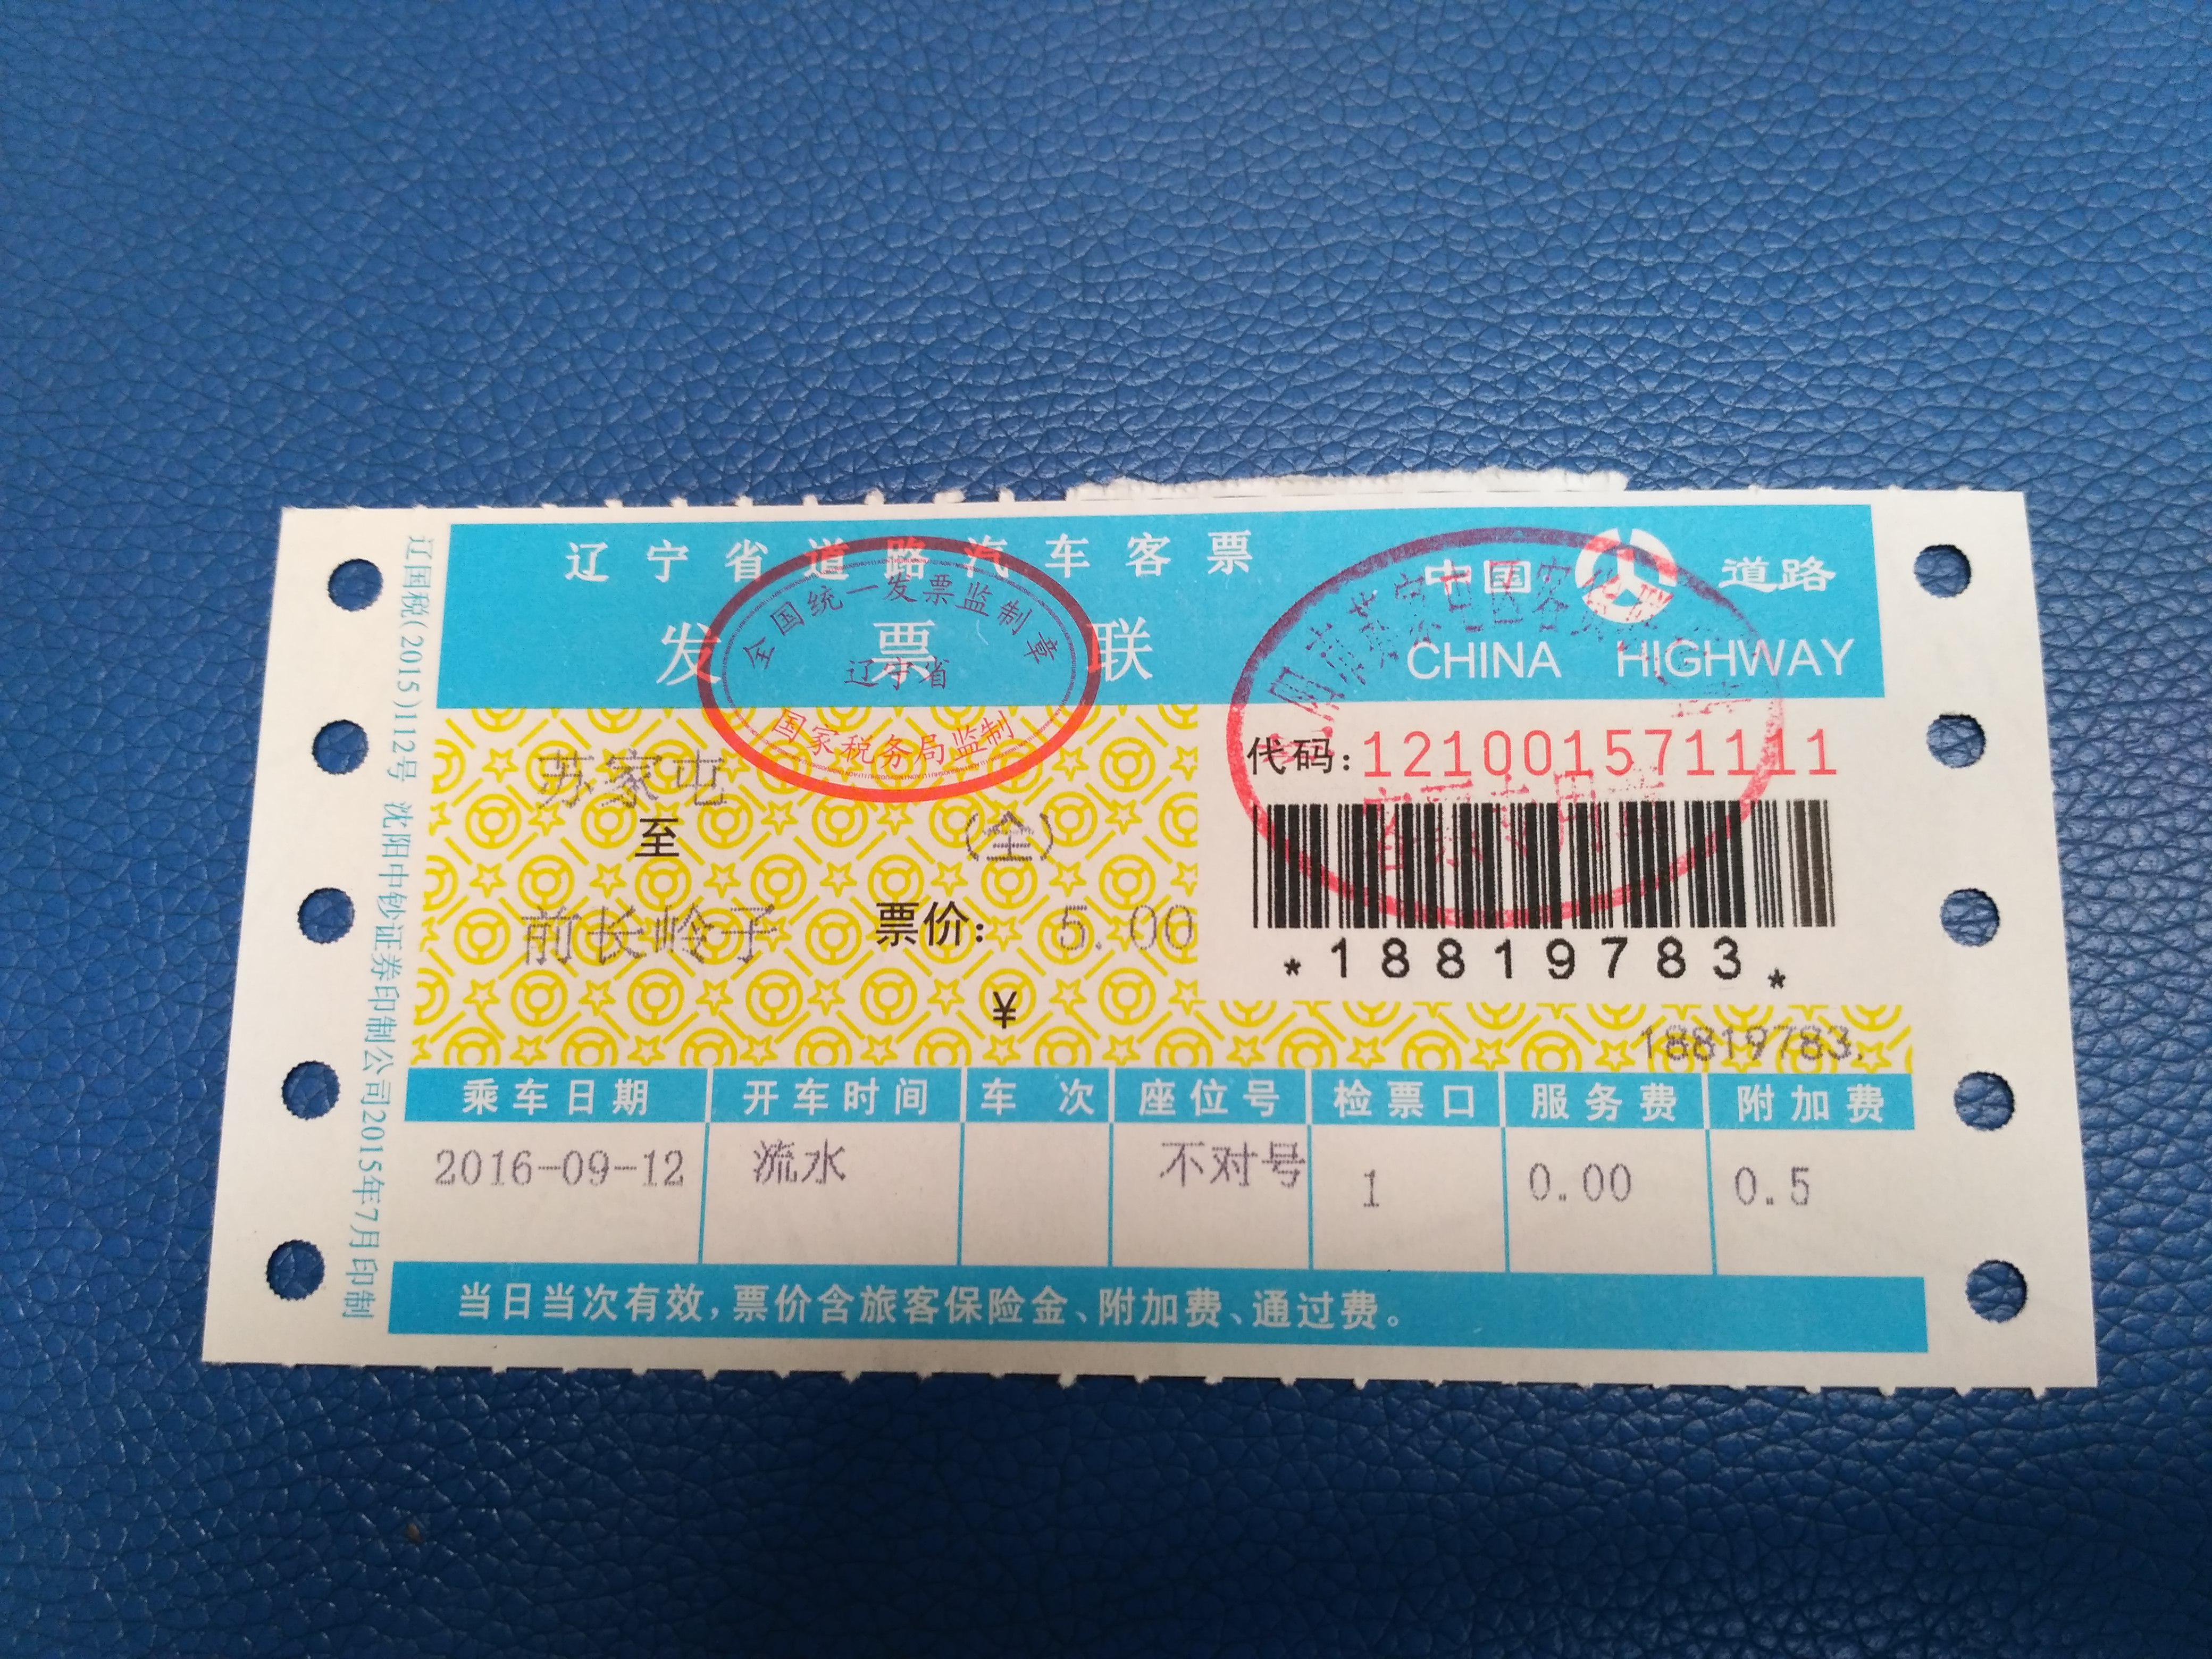 辽宁省道路汽车客票
发票联
全国统一发票监制章
辽宁省
国家税务局监制
中国 道路
CHINA HIGHWAY
辽国税(2015)112号 沈阳中钞证券印制公司2015年7月印制
代码:121001571111
苏家屯
至
(全)
前长岭子
票价: 5.00
¥
*18819783*
18819783.
乘车日期 开车时间 车次 座位号 检票口 服务费 附加费
2016-09-12 流水 不对号 1 0.00 0.5
当日当次有效,票价含旅客保险金、附加费、通过费。